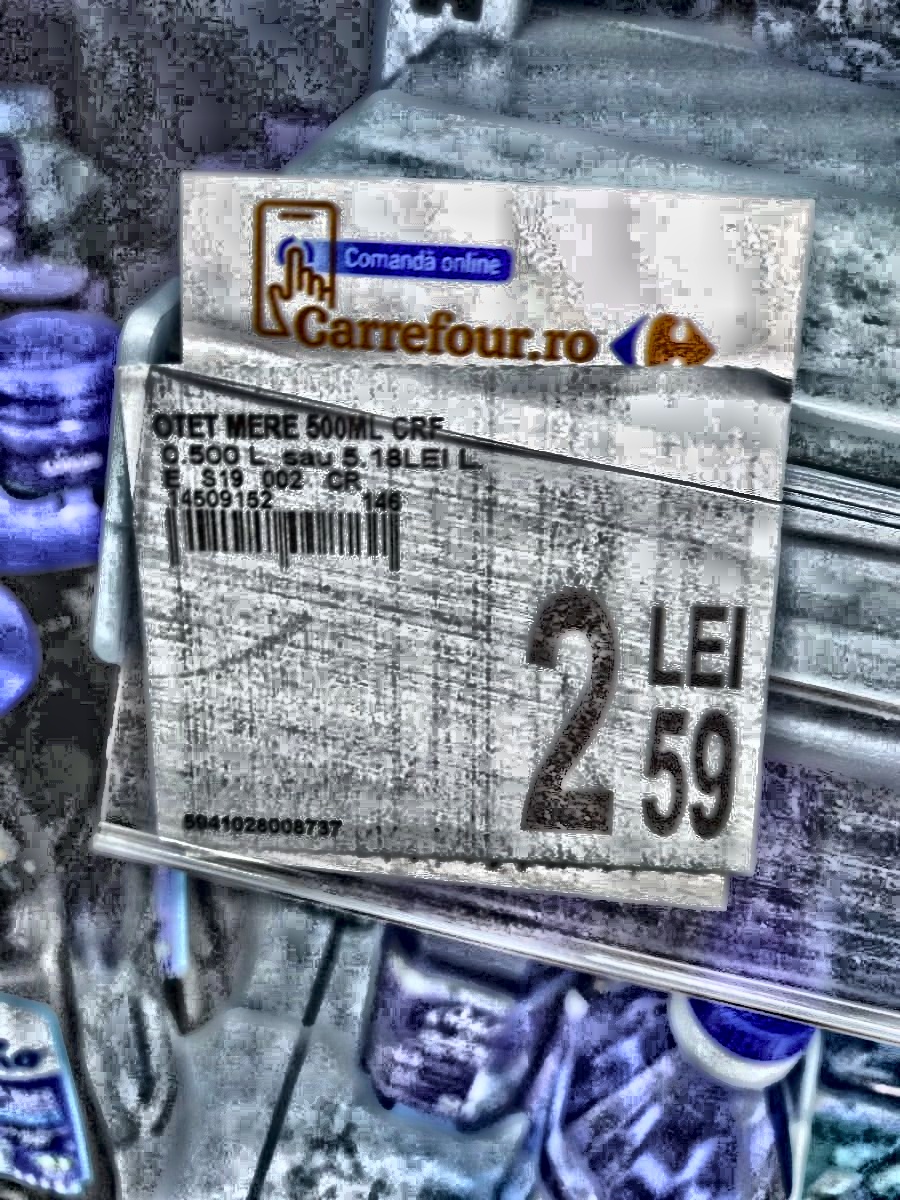 Comandă online
Carrefour.ro
OTET MERE 500ML CRF
0.500 L. sau 5.18LEI L.
E S19 002 CR
14509152 146
2 LEI 59
5941028008737